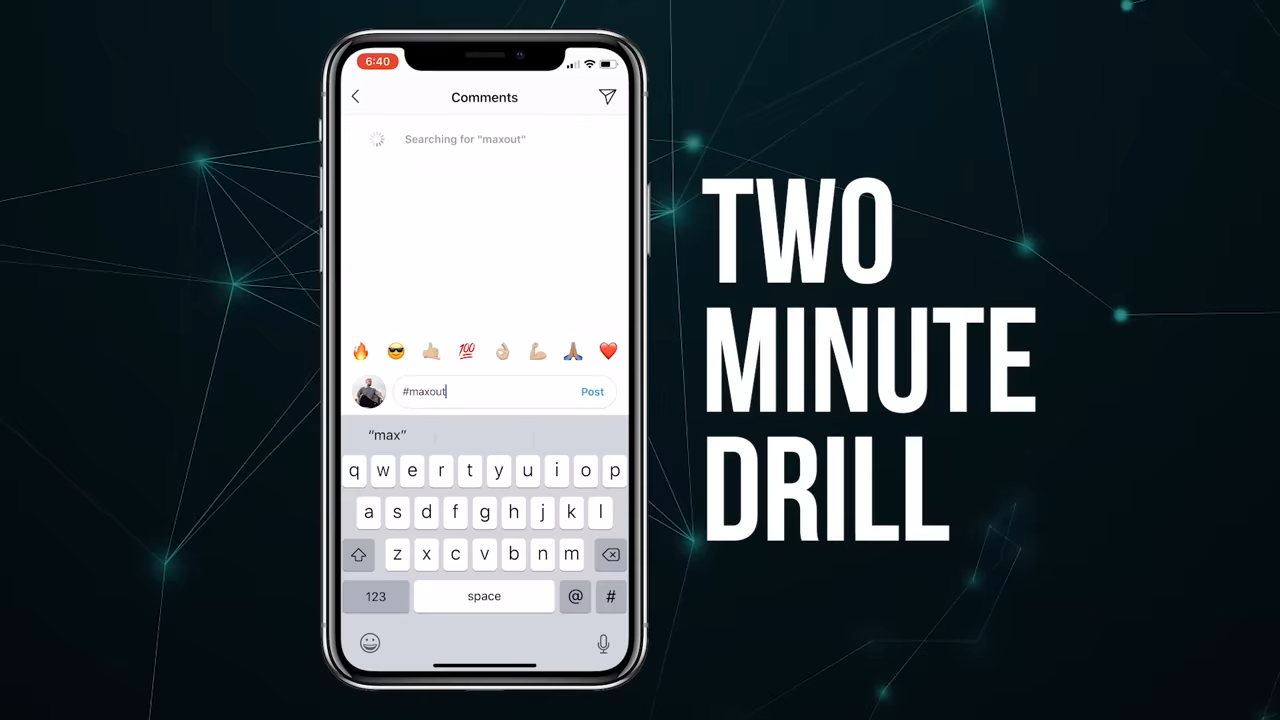 6:40
Comments
Searching for "maxout"
💯
#maxout
Post
“max”
q w e r t y u i o p
a s d f g h j k l
z x c v b n m
123 space @ #
TWO
MINUTE
DRILL